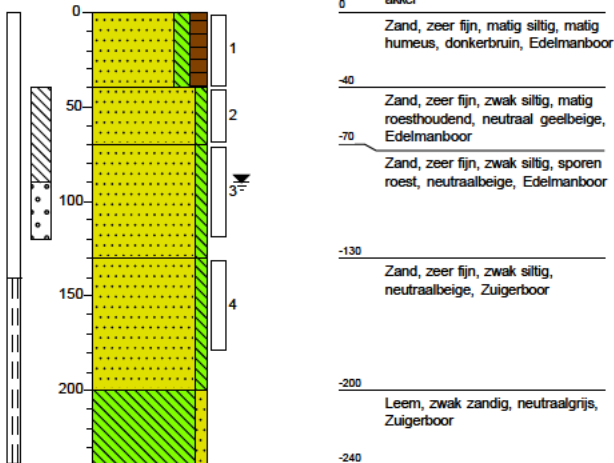 0
50
100
150
200
1
2
3
4
0
akker
Zand, zeer fijn, matig siltig, matig
humeus, donkerbruin, Edelmanboor
-40
Zand, zeer fijn, zwak siltig, matig
roesthoudend, neutraal geelbeige,
Edelmanboor
-70
Zand, zeer fijn, zwak siltig, sporen
roest, neutraalbeige, Edelmanboor
-130
Zand, zeer fijn, zwak siltig,
neutraalbeige, Zuigerboor
-200
Leem, zwak zandig, neutraalgrijs,
Zuigerboor
-240